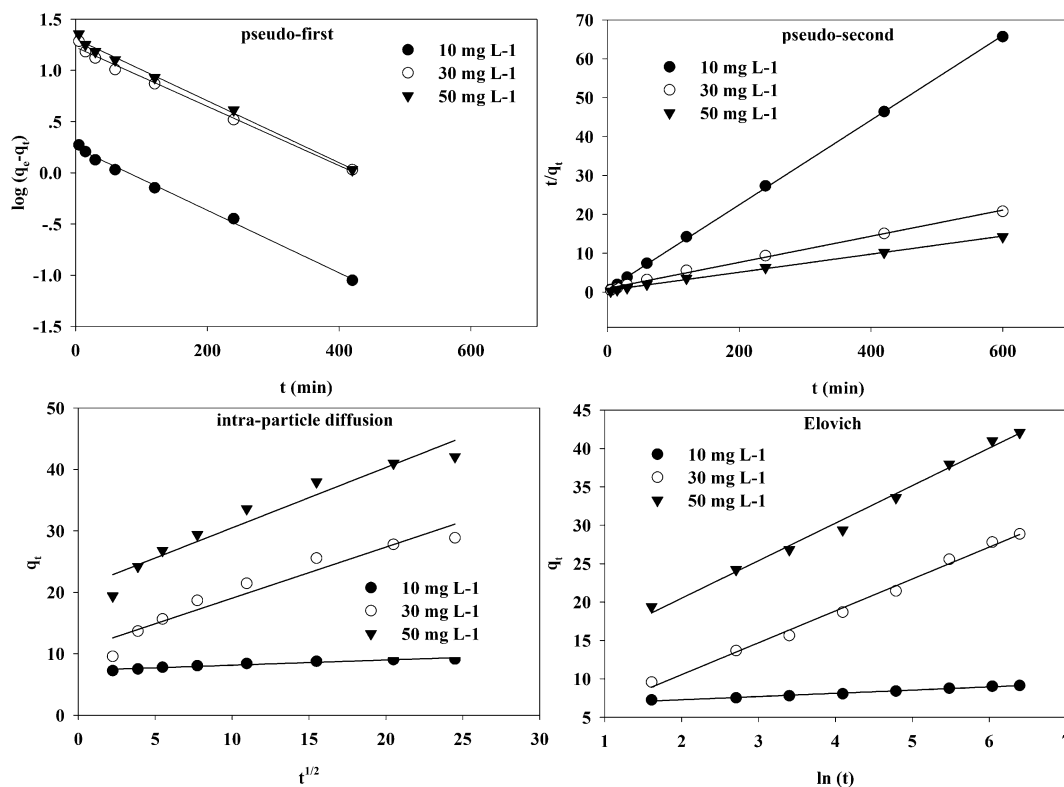 pseudo-first
10 mg L-1
30 mg L-1
50 mg L-1
1.5
1.0
.5
0.0
-.5
-1.0
-1.5
log (qe-qt)
0 200 400 600
t (min)
pseudo-second
10 mg L-1
30 mg L-1
50 mg L-1
70
60
50
40
30
20
10
0
t/qt
0 200 400 600
t (min)
intra-particle diffusion
50
40
30
20
10
0
qt
10 mg L-1
30 mg L-1
50 mg L-1
0 5 10 15 20 25 30
t1/2
Elovich
10 mg L-1
30 mg L-1
50 mg L-1
45
40
35
30
25
20
15
10
5
qt
1 2 3 4 5 6
ln (t)